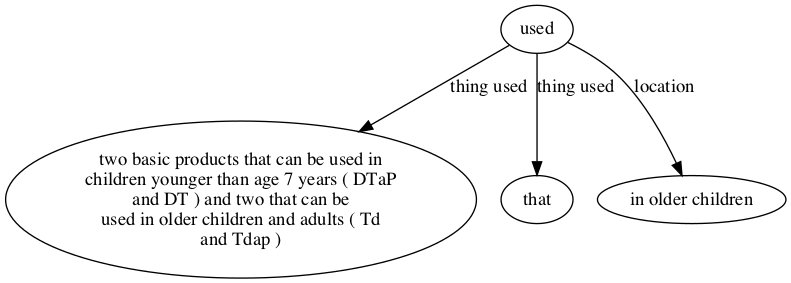 used
thing used
thing used
location
two basic products that can be used in
children younger than age 7 years ( DTaP
and DT ) and two that can be
used in older children and adults ( Td
and Tdap )
that
in older children